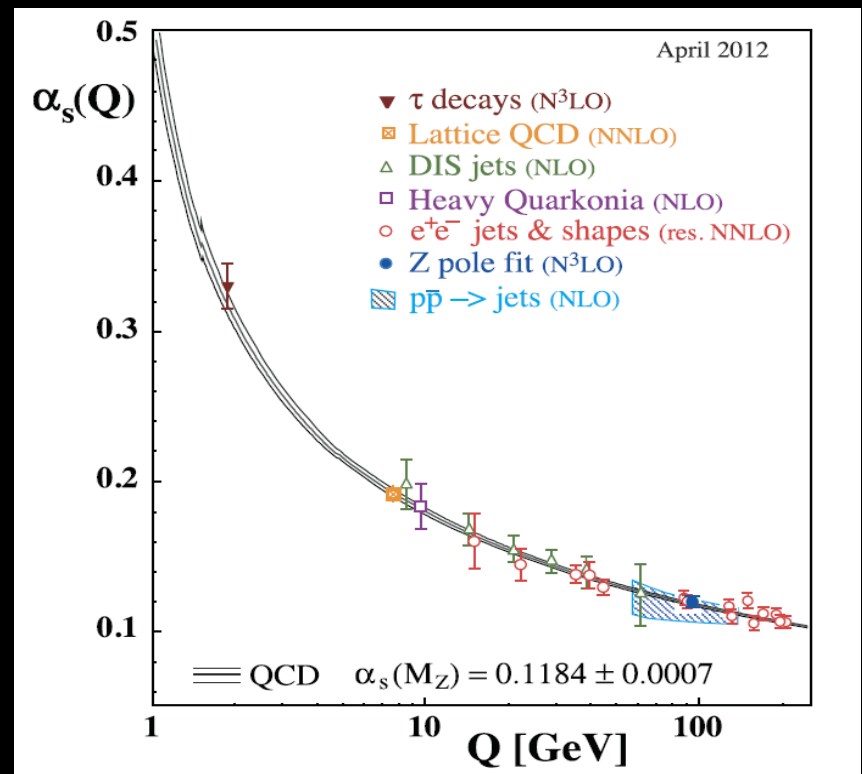 0.5
April 2012
αs(Q)
τ decays (N³LO)
Lattice QCD (NNLO)
DIS jets (NLO)
0.4
Heavy Quarkonia (NLO)
e⁺e⁻ jets & shapes (res. NNLO)
Z pole fit (N³LO)
pp̅ –> jets (NLO)
0.3
0.2
0.1
QCD αs(MZ) = 0.1184 ± 0.0007
1 10 100
Q [GeV]